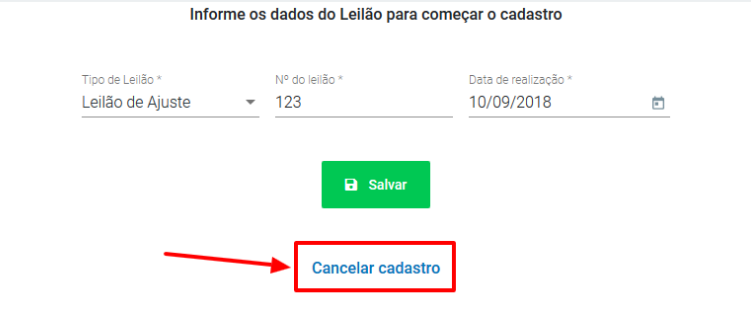 Informe os dados do Leilão para começar o cadastro
Tipo de Leilão * Nº do leilão * Data de realização *
Leilão de Ajuste 123 10/09/2018
Salvar
Cancelar cadastro